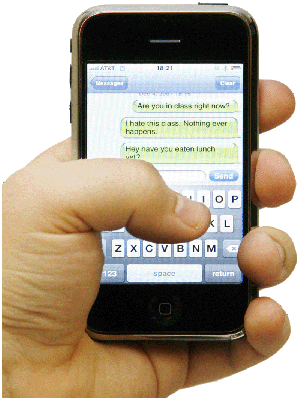 AT&T 18:21
Messages Clear
Are you in class right now?
I hate this class. Nothing ever
happens.
Hey have you eaten lunch
yet?
Send
I O P
K L
Z X C V B N M
123 space return